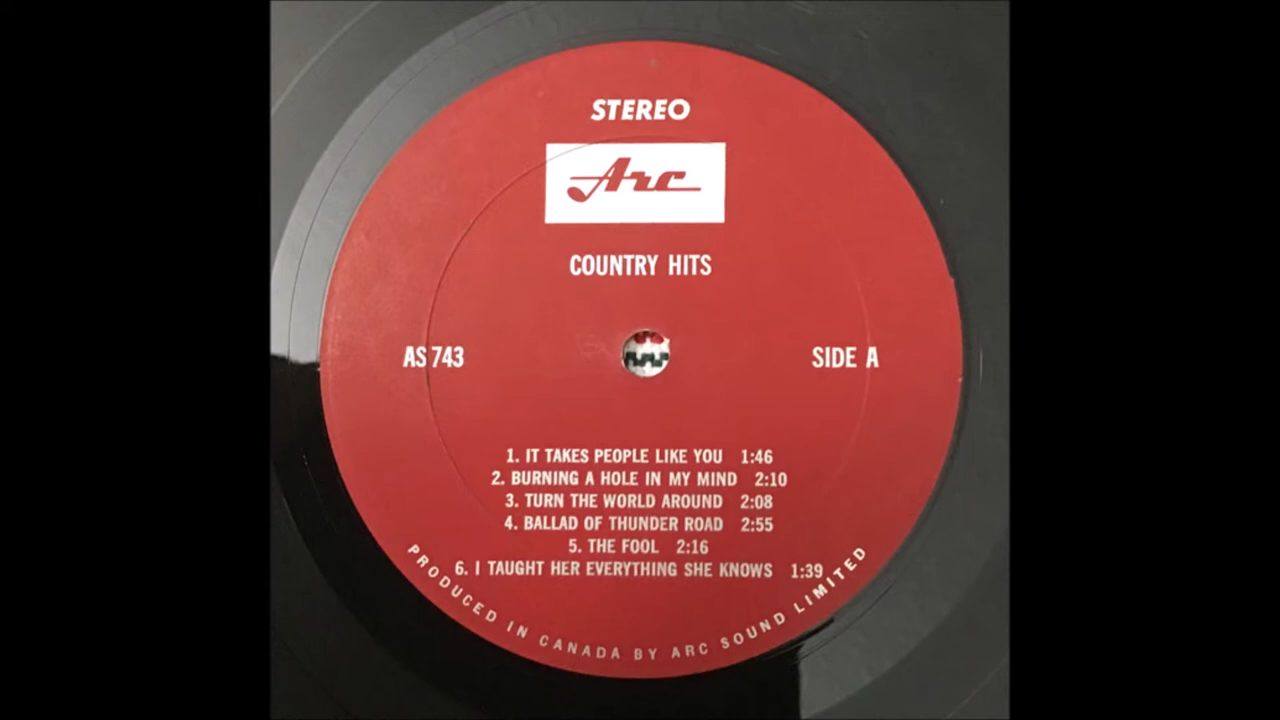 STEREO
Arc
COUNTRY HITS
AS 743
SIDE A
1. IT TAKES PEOPLE LIKE YOU 1:46
2. BURNING A HOLE IN MY MIND 2:10
3. TURN THE WORLD AROUND 2:08
4. BALLAD OF THUNDER ROAD 2:55
5. THE FOOL 2:16
6. I TAUGHT HER EVERYTHING SHE KNOWS 1:39
PRODUCED IN CANADA BY ARC SOUND LIMITED